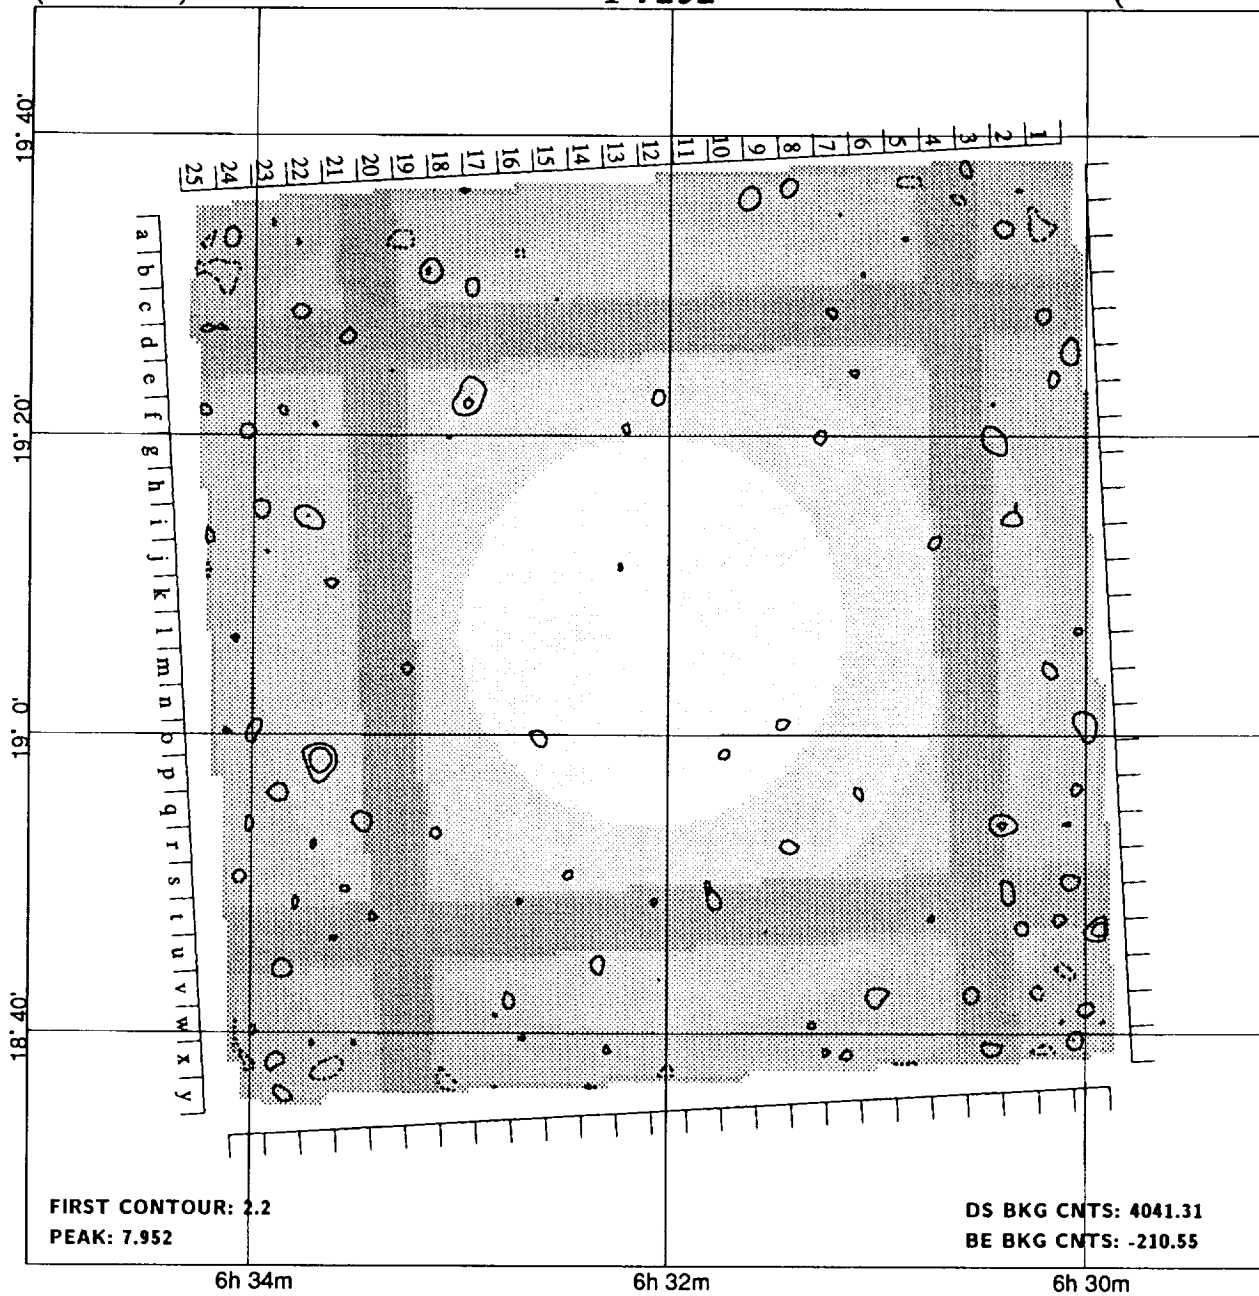 19° 40'
25 24 23 22 21 20 19 18 17 16 15 14 13 12 11 10 9 8 7 6 5 4 3 2 1
a b c d e f g h i j k l m n o p q r s t u v w x y
19° 20'
19° 0'
18° 40'
FIRST CONTOUR: 2.2
PEAK: 7.952
DS BKG CNTS: 4041.31
BE BKG CNTS: -210.55
6h 34m 6h 32m 6h 30m